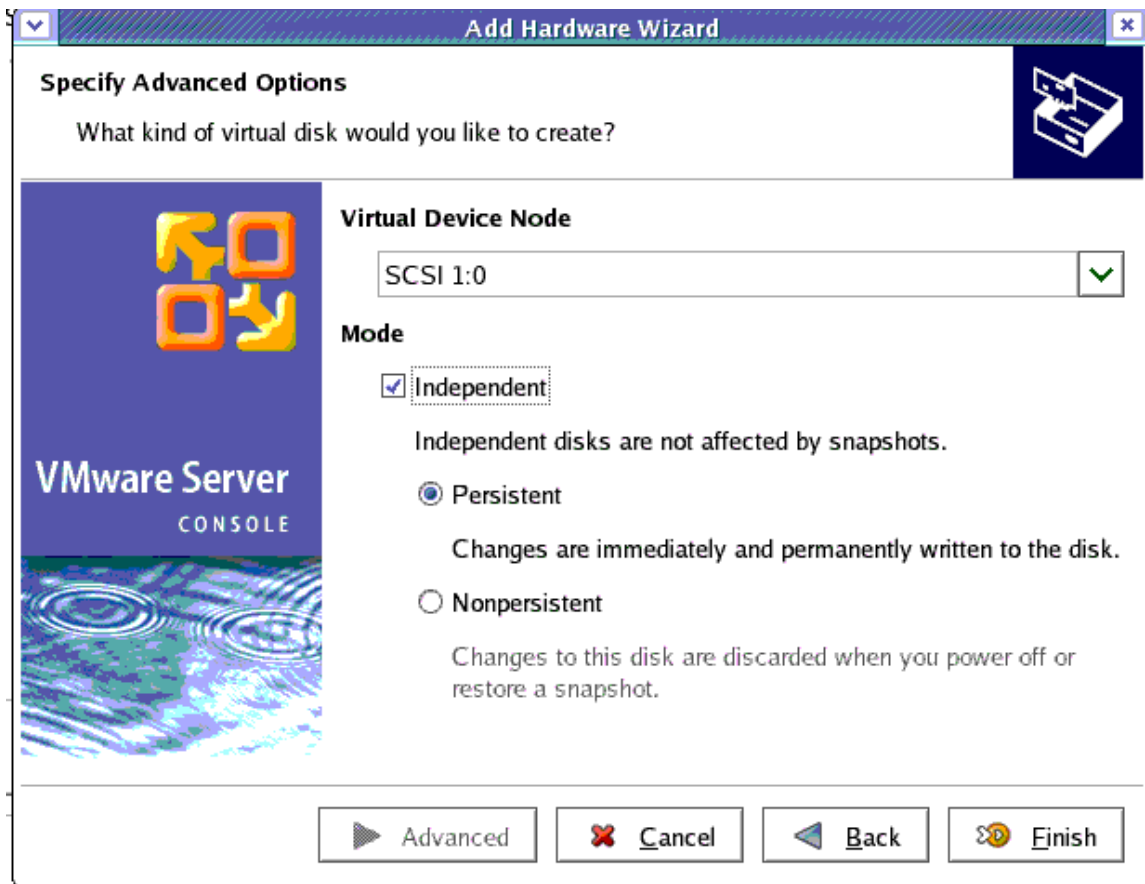 Add Hardware Wizard
Specify Advanced Options
What kind of virtual disk would you like to create?
Virtual Device Node
SCSI 1:0
Mode
Independent
Independent disks are not affected by snapshots.
Persistent
Changes are immediately and permanently written to the disk.
Nonpersistent
Changes to this disk are discarded when you power off or
restore a snapshot.
VMware Server
CONSOLE
Advanced
Cancel
Back
Finish